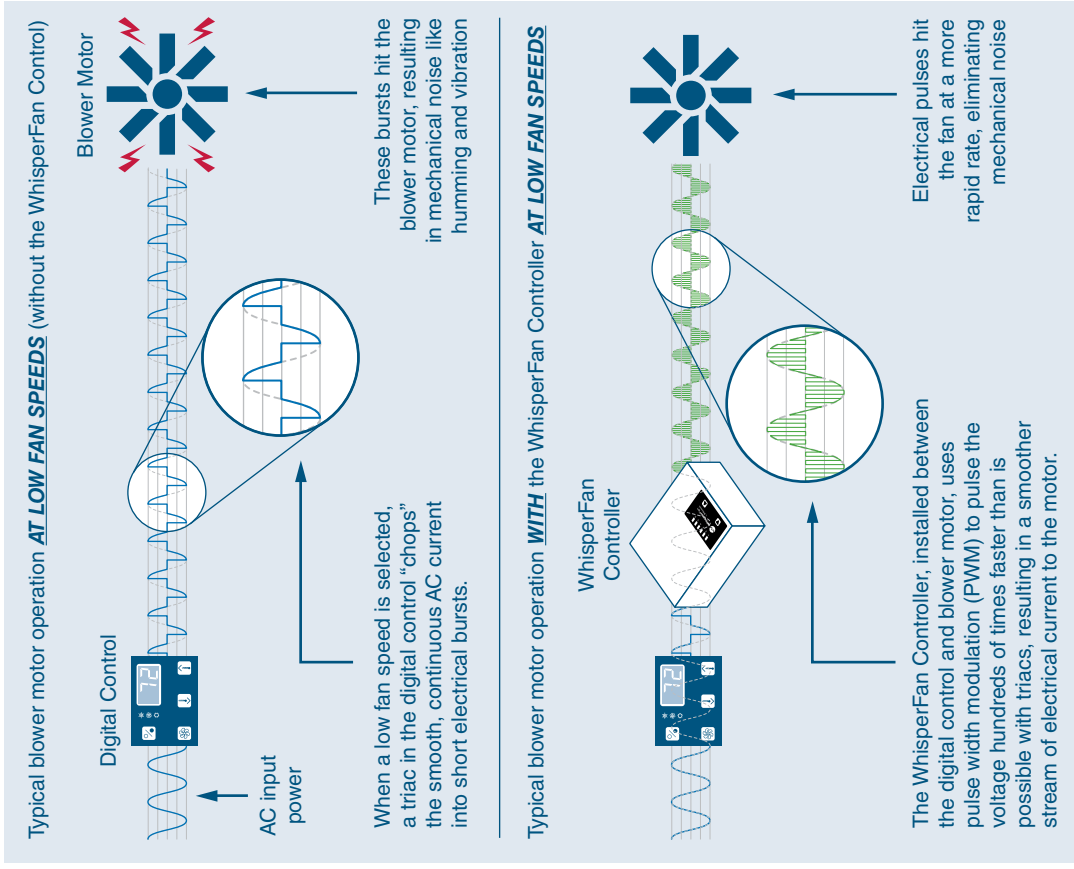 Typical blower motor operation AT LOW FAN SPEEDS (without the WhisperFan Control)
Digital Control
Blower Motor
72
AC input
power
When a low fan speed is selected,
a triac in the digital control “chops”
the smooth, continuous AC current
into short electrical bursts.
These bursts hit the
blower motor, resulting
in mechanical noise like
humming and vibration
Typical blower motor operation WITH the WhisperFan Controller AT LOW FAN SPEEDS
WhisperFan
Controller
72
The WhisperFan Controller, installed between
the digital control and blower motor, uses
pulse width modulation (PWM) to pulse the
voltage hundreds of times faster than is
possible with triacs, resulting in a smoother
stream of electrical current to the motor.
Electrical pulses hit
the fan at a more
rapid rate, eliminating
mechanical noise